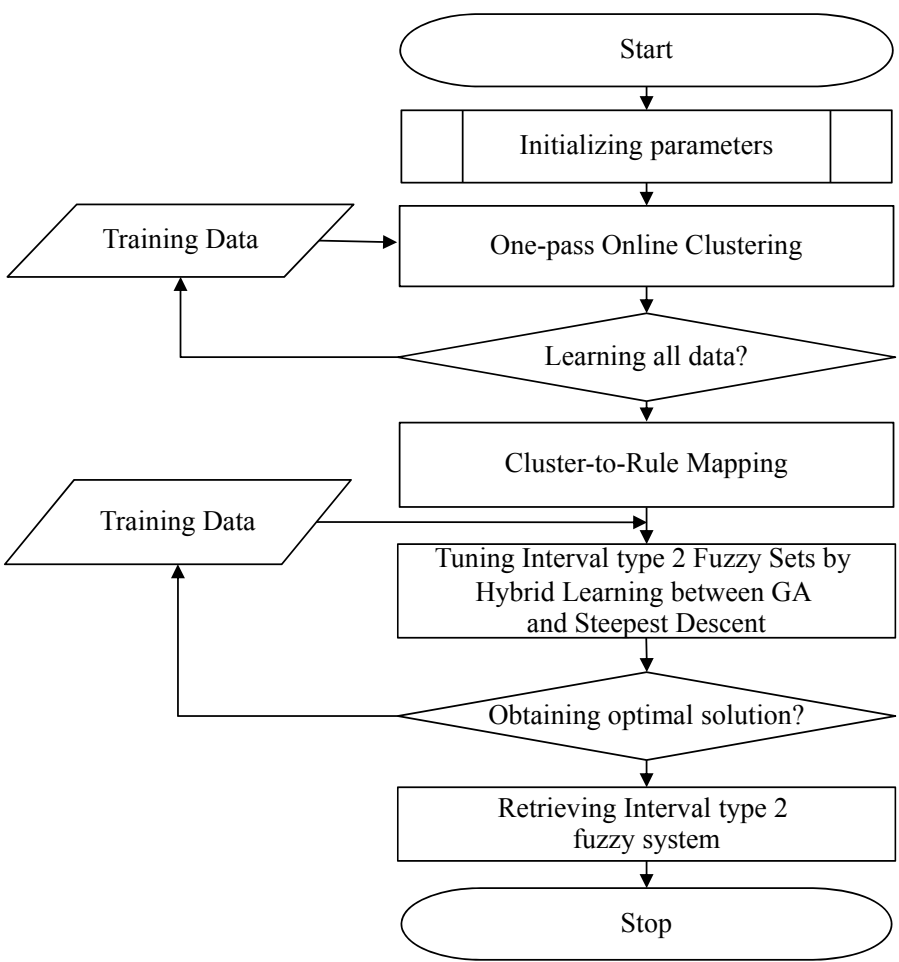 Start
Initializing parameters
Training Data
One-pass Online Clustering
Learning all data?
Cluster-to-Rule Mapping
Training Data
Tuning Interval type 2 Fuzzy Sets by
Hybrid Learning between GA
and Steepest Descent
Obtaining optimal solution?
Retrieving Interval type 2
fuzzy system
Stop